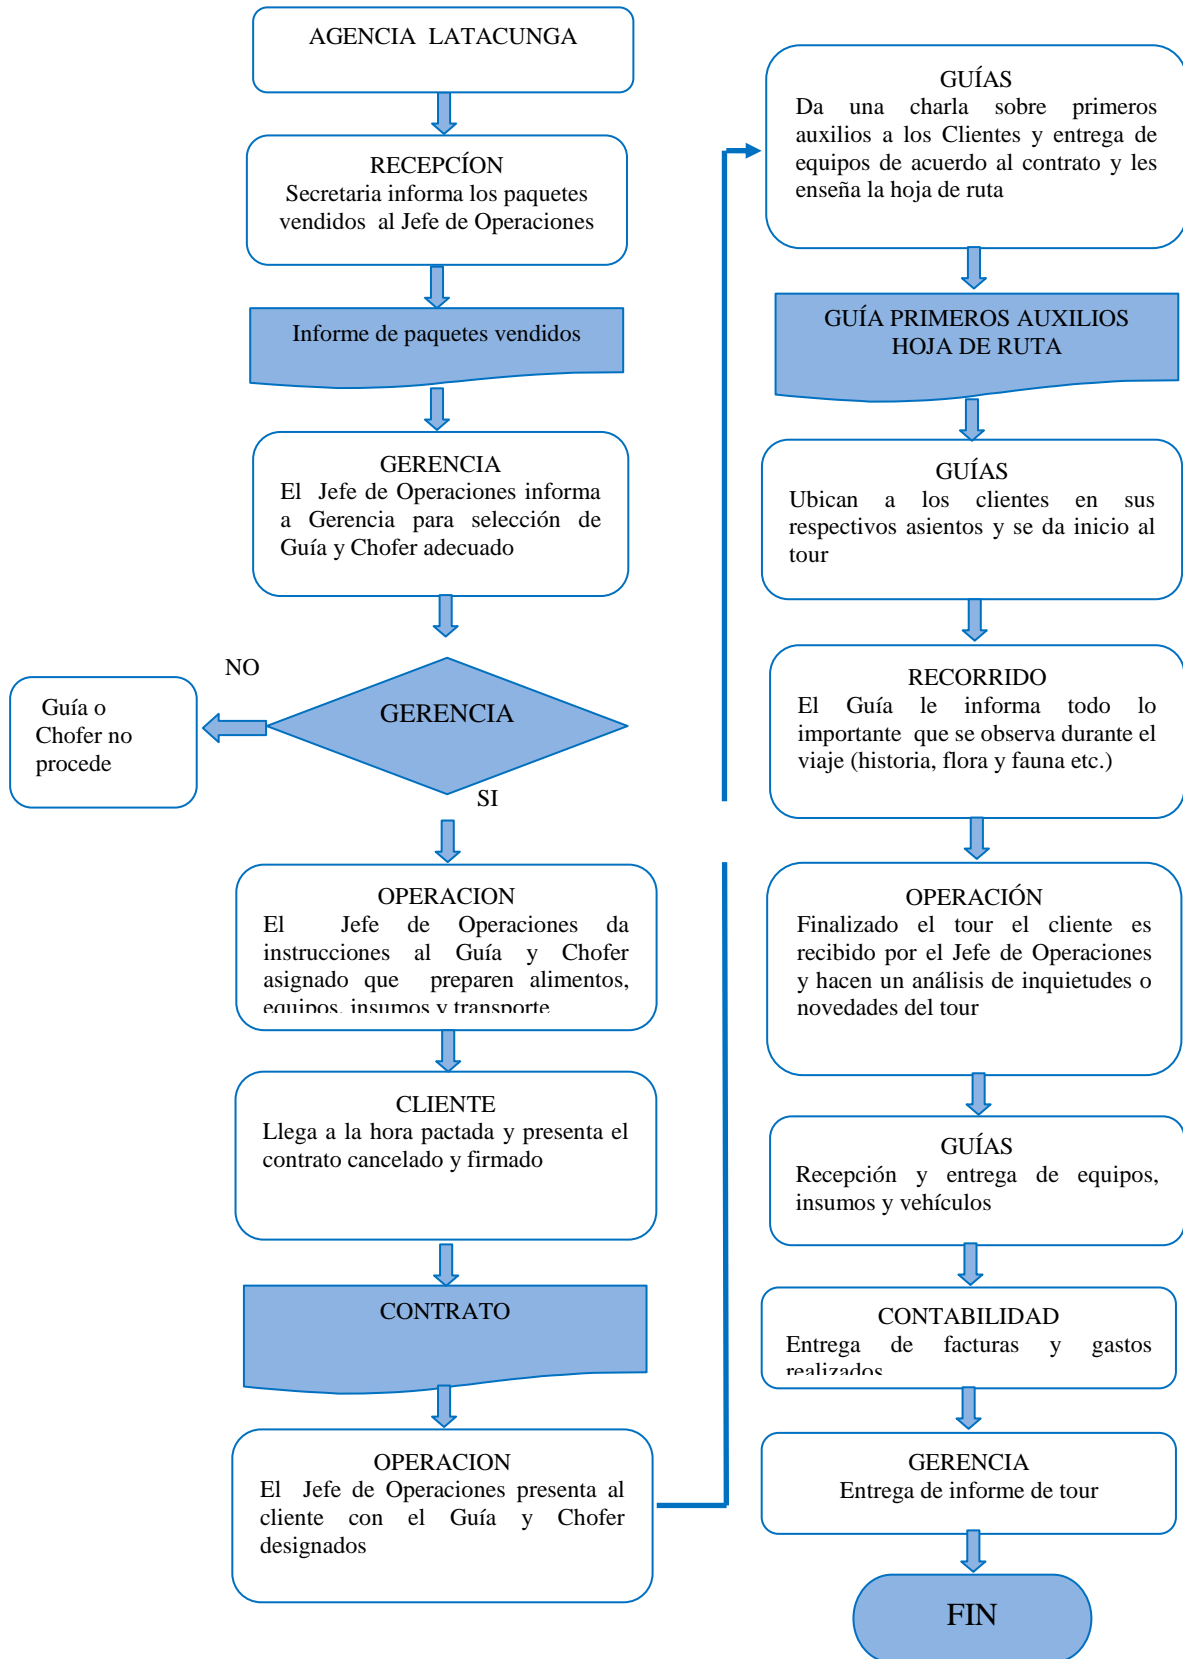 AGENCIA LATACUNGA
RECEPCÍON
Secretaria informa los paquetes
vendidos al Jefe de Operaciones
Informe de paquetes vendidos
GERENCIA
El Jefe de Operaciones informa
a Gerencia para selección de
Guía y Chofer adecuado
NO
GERENCIA
Guía o
Chofer no
procede
SI
OPERACION
El Jefe de Operaciones da
instrucciones al Guía y Chofer
asignado que preparen alimentos,
equipos, insumos y transporte
CLIENTE
Llega a la hora pactada y presenta el
contrato cancelado y firmado
CONTRATO
OPERACION
El Jefe de Operaciones presenta al
cliente con el Guía y Chofer
designados
GUÍAS
Da una charla sobre primeros
auxilios a los Clientes y entrega de
equipos de acuerdo al contrato y les
enseña la hoja de ruta
GUÍA PRIMEROS AUXILIOS
HOJA DE RUTA
GUÍAS
Ubican a los clientes en sus
respectivos asientos y se da inicio al
tour
RECORRIDO
El Guía le informa todo lo
importante que se observa durante el
viaje (historia, flora y fauna etc.)
OPERACIÓN
Finalizado el tour el cliente es
recibido por el Jefe de Operaciones
y hacen un análisis de inquietudes o
novedades del tour
GUÍAS
Recepción y entrega de equipos,
insumos y vehículos
CONTABILIDAD
Entrega de facturas y gastos
realizados
GERENCIA
Entrega de informe de tour
FIN